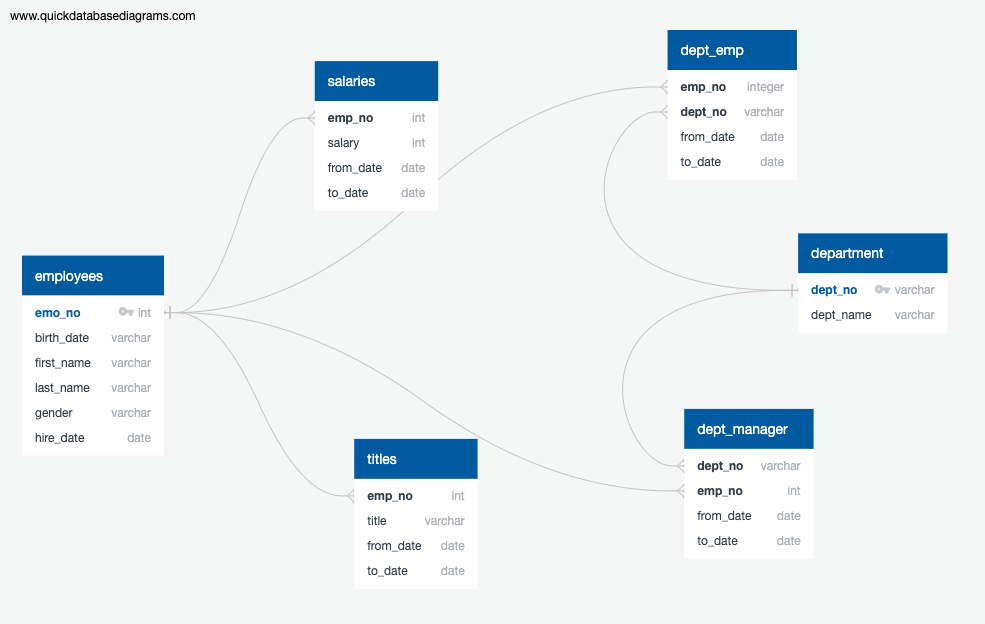 www.quickdatabasediagrams.com
salaries
emp_no int
salary int
from_date date
to_date date
dept_emp
emp_no integer
dept_no varchar
from_date date
to_date date
employees
emo_no int
birth_date varchar
first_name varchar
last_name varchar
gender varchar
hire_date date
department
dept_no varchar
dept_name varchar
titles
emp_no int
title varchar
from_date date
to_date date
dept_manager
dept_no varchar
emp_no int
from_date date
to_date date